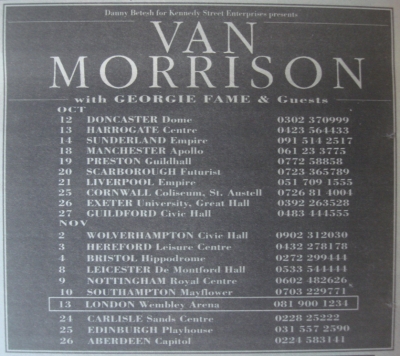 Danny Betesh for Kennedy Street Enterprises presents
VAN
MORRISON
with GEORGIE FAME & Guests
OCT
12 DONCASTER Dome 0302 370999
13 HARROGATE Centre 0423 564433
14 SUNDERLAND Empire 091 514 2517
18 MANCHESTER Apollo 061 23 3775
19 PRESTON Guildhall 0772 58858
20 SCARBOROUGH Futurist 0723 365789
21 LIVERPOOL Empire 051 709 1555
25 CORNWALL Coliseum, St. Austell 0726 81 4004
26 EXETER University, Great Hall 0392 263528
27 GUILDFORD Civic Hall 0483 444555
NOV
2 WOLVERHAMPTON Civic Hall 0902 312030
3 HEREFORD Leisure Centre 0432 278178
4 BRISTOL Hippodrome 0272 299444
8 LEICESTER De Montford Hall 0533 544444
9 NOTTINGHAM Royal Centre 0602 482626
10 SOUTHAMPTON Mayflower 0703 229771
13 LONDON Wembley Arena 081 900 1234
24 CARLISLE Sands Centre 0228 25222
25 EDINBURGH Playhouse 031 557 2590
26 ABERDEEN Capitol 0224 583141